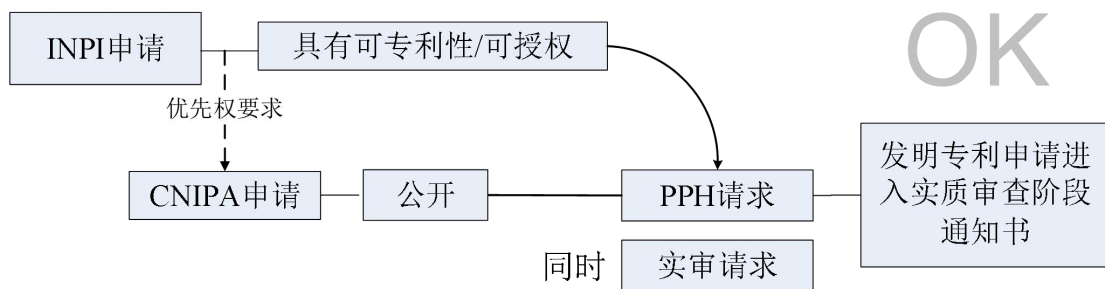 INPI申请
具有可专利性/可授权
OK
优先权要求
CNIPA申请
公开
PPH请求
发明专利申请进
入实质审查阶段
通知书
同时
实审请求